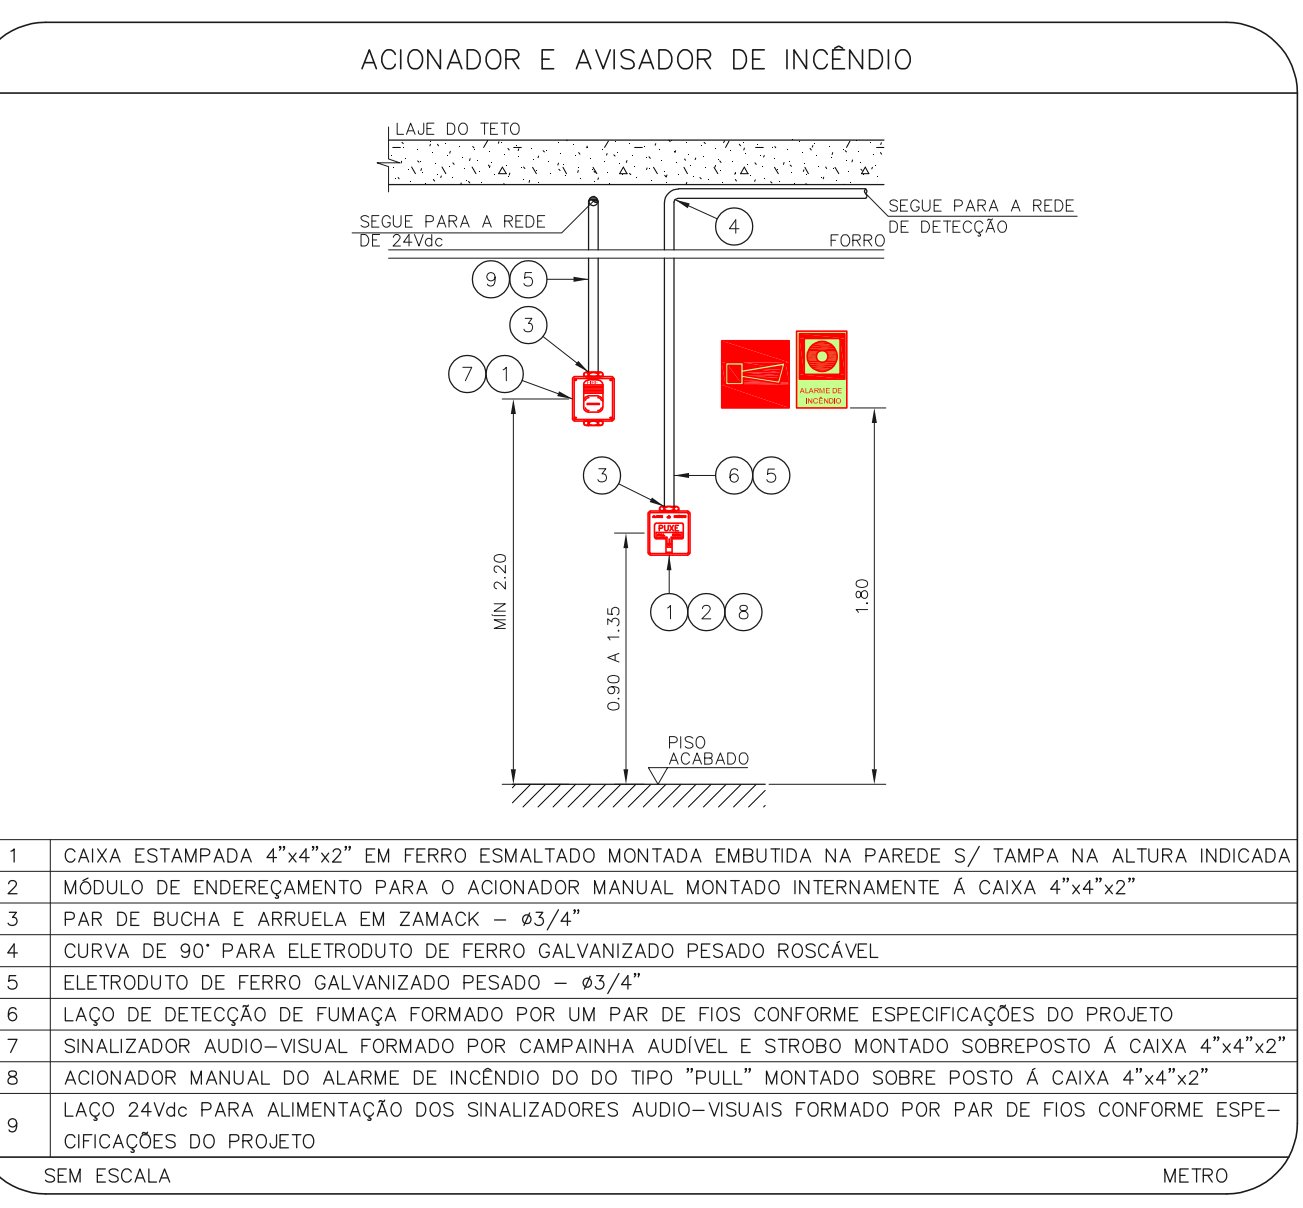 ACIONADOR E AVISADOR DE INCÊNDIO
LAJE DO TETO
SEGUE PARA A REDE
DE 24Vdc
SEGUE PARA A REDE
DE DETECÇÃO
4
FORRO
9 5
3
7 1
ALARME DE
INCÊNDIO
3
6 5
PUXE
1 2 8
MÍN 2.20
0.90 A 1.35
1.80
PISO
ACABADO
1 CAIXA ESTAMPADA 4”x4”x2” EM FERRO ESMALTADO MONTADA EMBUTIDA NA PAREDE S/ TAMPA NA ALTURA INDICADA
2 MÓDULO DE ENDEREÇAMENTO PARA O ACIONADOR MANUAL MONTADO INTERNAMENTE Á CAIXA 4”x4”x2”
3 PAR DE BUCHA E ARRUELA EM ZAMACK – ø3/4”
4 CURVA DE 90° PARA ELETRODUTO DE FERRO GALVANIZADO PESADO ROSCÁVEL
5 ELETRODUTO DE FERRO GALVANIZADO PESADO – ø3/4”
6 LAÇO DE DETECÇÃO DE FUMAÇA FORMADO POR UM PAR DE FIOS CONFORME ESPECIFICAÇÕES DO PROJETO
7 SINALIZADOR AUDIO–VISUAL FORMADO POR CAMPAINHA AUDÍVEL E STROBO MONTADO SOBREPOSTO Á CAIXA 4”x4”x2”
8 ACIONADOR MANUAL DO ALARME DE INCÊNDIO DO DO TIPO ”PULL” MONTADO SOBRE POSTO Á CAIXA 4”x4”x2”
9 LAÇO 24Vdc PARA ALIMENTAÇÃO DOS SINALIZADORES AUDIO–VISUAIS FORMADO POR PAR DE FIOS CONFORME ESPE–
CIFICAÇÕES DO PROJETO
SEM ESCALA
METRO